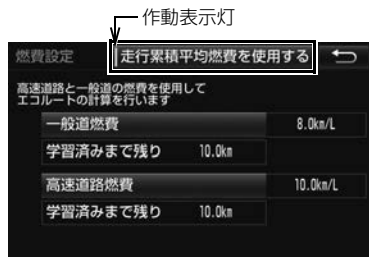 作動表示灯
燃費設定 走行累積平均燃費を使用する
高速道路と一般道の燃費を使用して
エコルートの計算を行います
一般道燃費 8.0km/L
学習済みまで残り 10.0km
高速道路燃費 10.0km/L
学習済みまで残り 10.0km